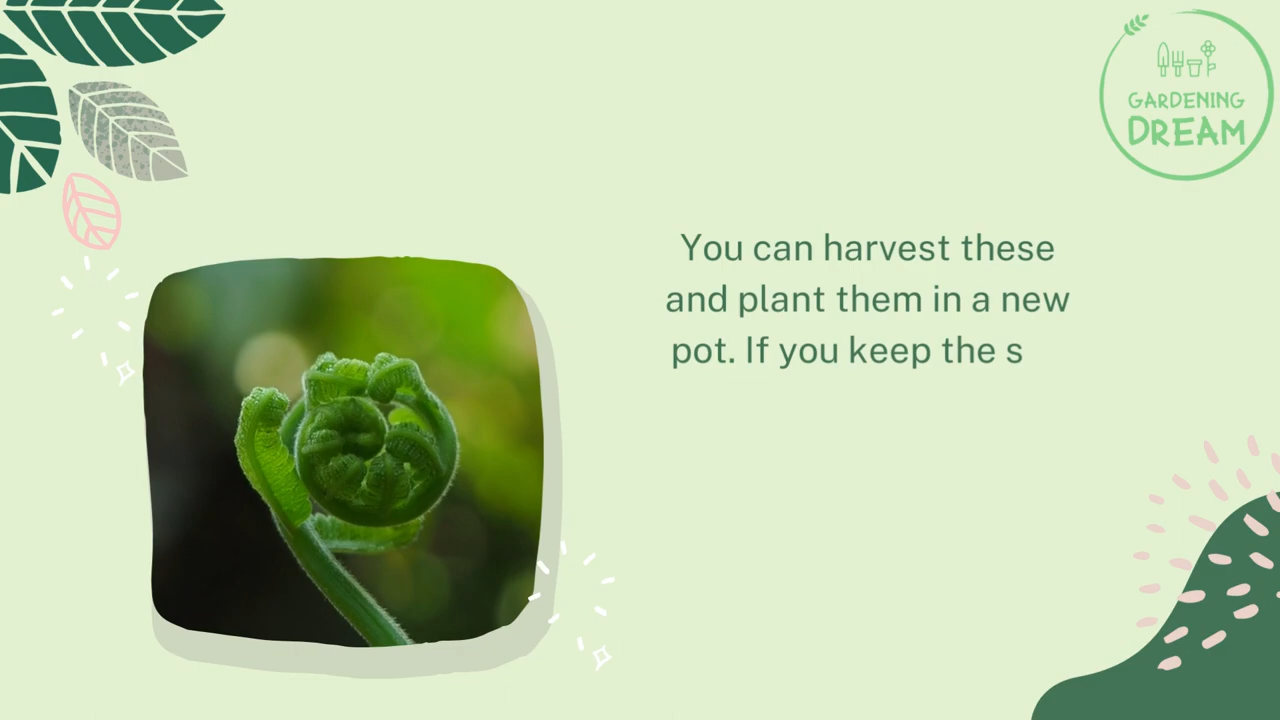 GARDENING
DREAM
You can harvest these
and plant them in a new
pot. If you keep the s